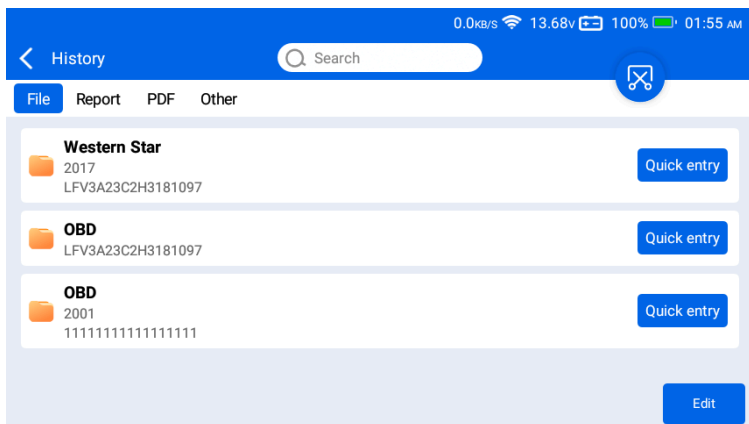 0.0KB/S 13.68V 100% 01:55 AM
History Search
File Report PDF Other
Western Star
2017
LFV3A23C2H3181097
Quick entry
OBD
LFV3A23C2H3181097
Quick entry
OBD
2001
11111111111111111
Quick entry
Edit